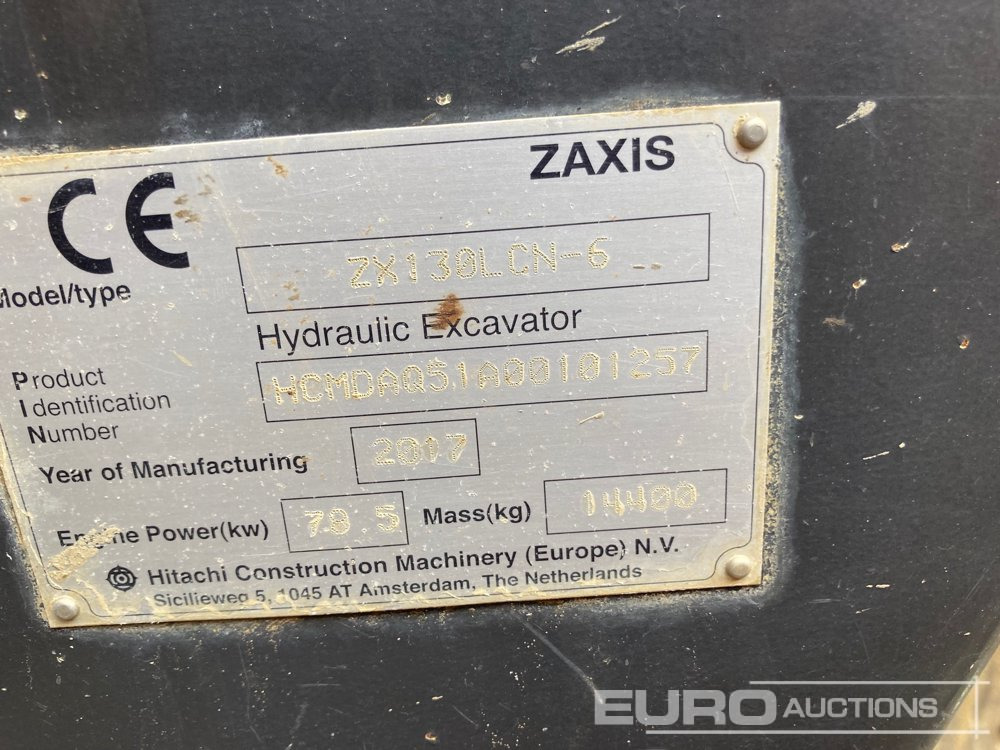 CE ZAXIS
Model/type ZX130LCN-6
Hydraulic Excavator
Product
Identification HCMDAQ51A00101257
Number
Year of Manufacturing 2017
Engine Power(kw) 78.5 Mass(kg) 14400
Hitachi Construction Machinery (Europe) N.V.
Sicilieweg 5, 1045 AT Amsterdam, The Netherlands
EURO AUCTIONS